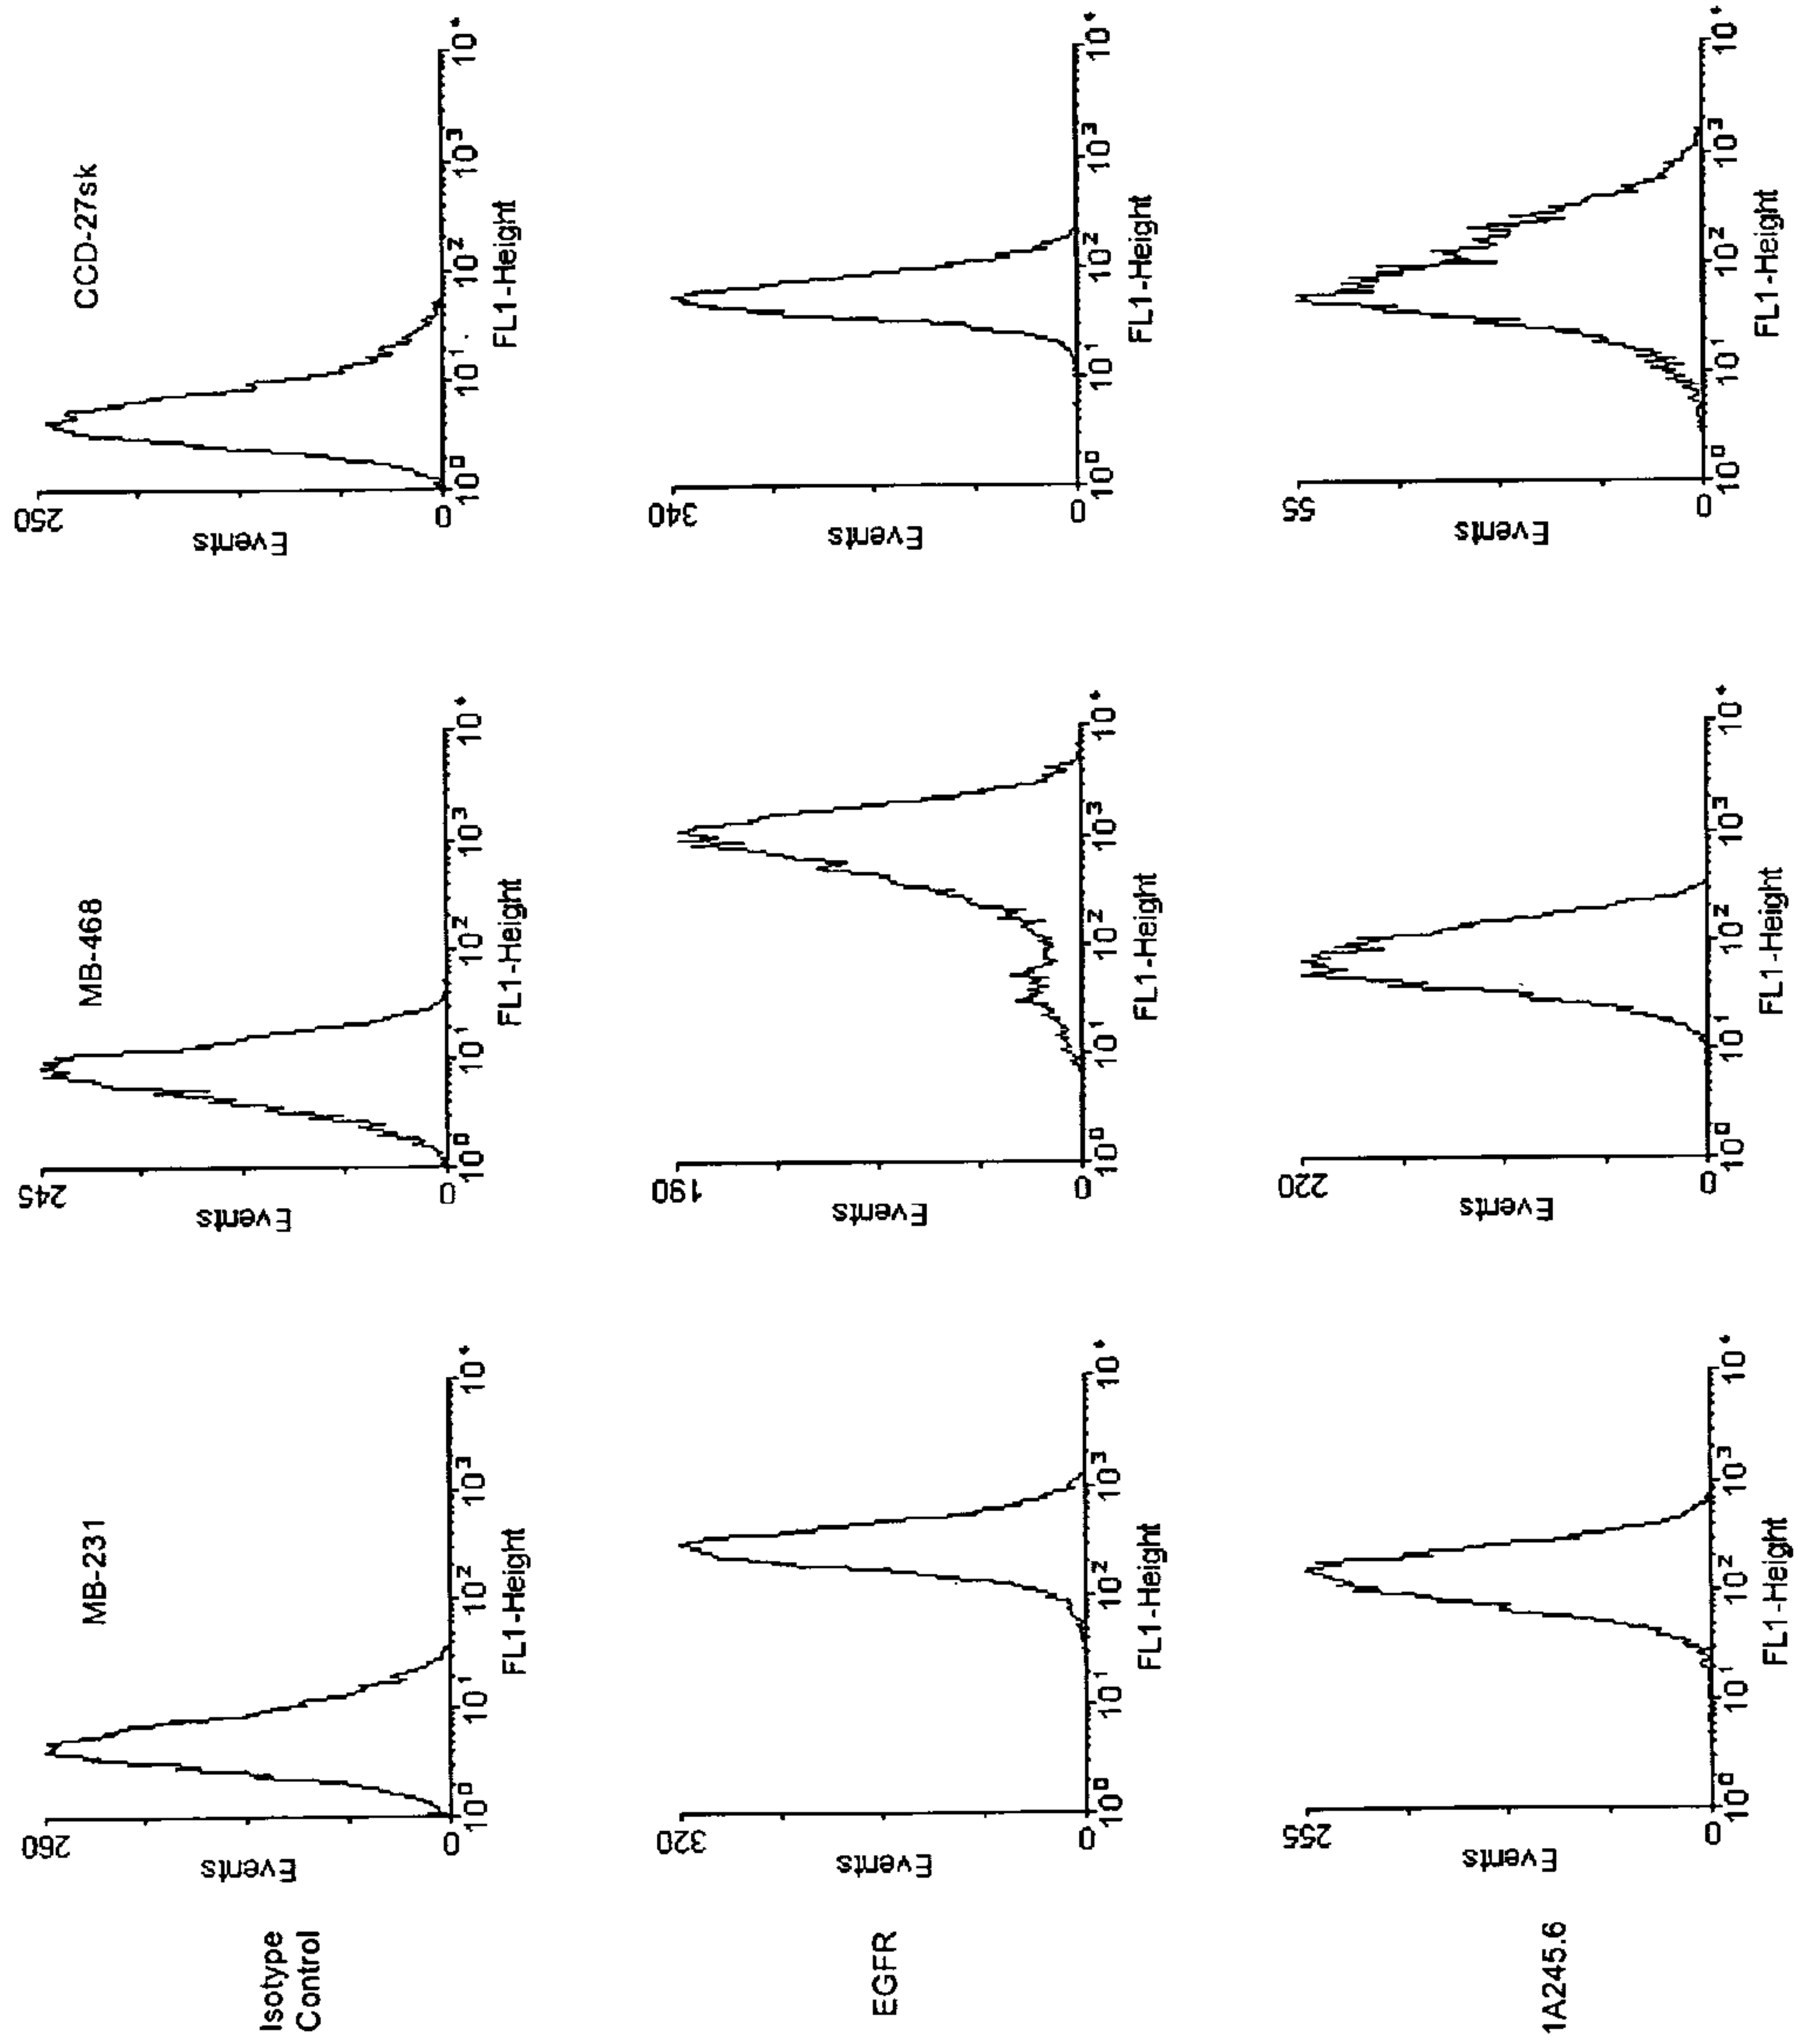 MB-231
MB-468
CCD-27sk
Isotype
Control
260
Events
0
10⁰ 10¹ 10² 10³ 10⁴
FL1-Height
245
Events
0
10⁰ 10¹ 10² 10³ 10⁴
FL1-Height
250
Events
0
10⁰ 10¹ 10² 10³ 10⁴
FL1-Height
EGFR
320
Events
0
10⁰ 10¹ 10² 10³ 10⁴
FL1-Height
190
Events
0
10⁰ 10¹ 10² 10³ 10⁴
FL1-Height
340
Events
0
10⁰ 10¹ 10² 10³ 10⁴
FL1-Height
1A245.6
255
Events
0
10⁰ 10¹ 10² 10³ 10⁴
FL1-Height
220
Events
0
10⁰ 10¹ 10² 10³ 10⁴
FL1-Height
55
Events
0
10⁰ 10¹ 10² 10³ 10⁴
FL1-Height